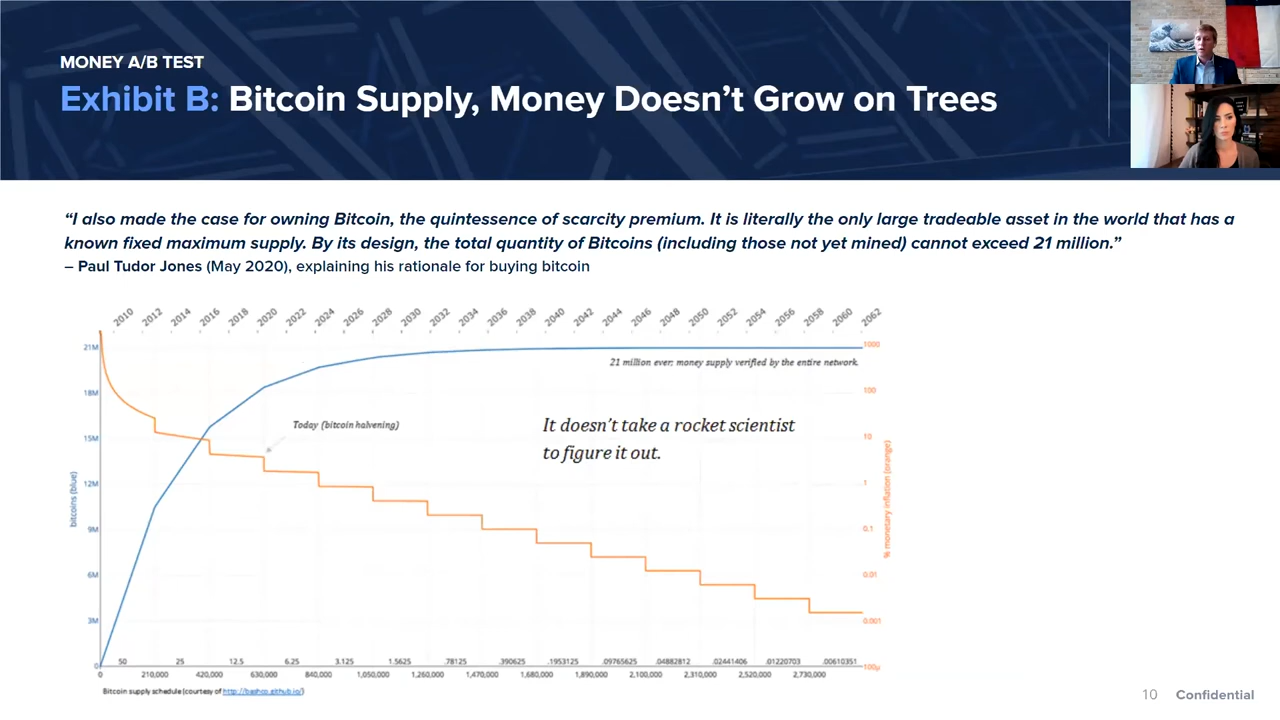 MONEY A/B TEST
Exhibit B: Bitcoin Supply, Money Doesn’t Grow on Trees
“I also made the case for owning Bitcoin, the quintessence of scarcity premium. It is literally the only large tradeable asset in the world that has a
known fixed maximum supply. By its design, the total quantity of Bitcoins (including those not yet mined) cannot exceed 21 million.”
– Paul Tudor Jones (May 2020), explaining his rationale for buying bitcoin
2010 2012 2014 2016 2018 2020 2022 2024 2026 2028 2030 2032 2034 2036 2038 2040 2042 2044 2046 2048 2050 2052 2054 2056 2058 2060 2062
21M
18M
15M
12M
9M
6M
3M
0
bitcoins (blue)
21 million ever; money supply verified by the entire network.
Today (bitcoin halvening)
It doesn’t take a rocket scientist
to figure it out.
1000
100
10
1
0.1
0.01
0.001
100µ
% monetary inflation (orange)
50 25 12.5 6.25 3.125 1.5625 .78125 .390625 .1953125 .09765625 .04882812 .02441406 .01220703 .00610351
0 210,000 420,000 630,000 840,000 1,050,000 1,260,000 1,470,000 1,680,000 1,890,000 2,100,000 2,310,000 2,520,000 2,730,000
Bitcoin supply schedule (courtesy of http://bashco.github.io/)
10 Confidential